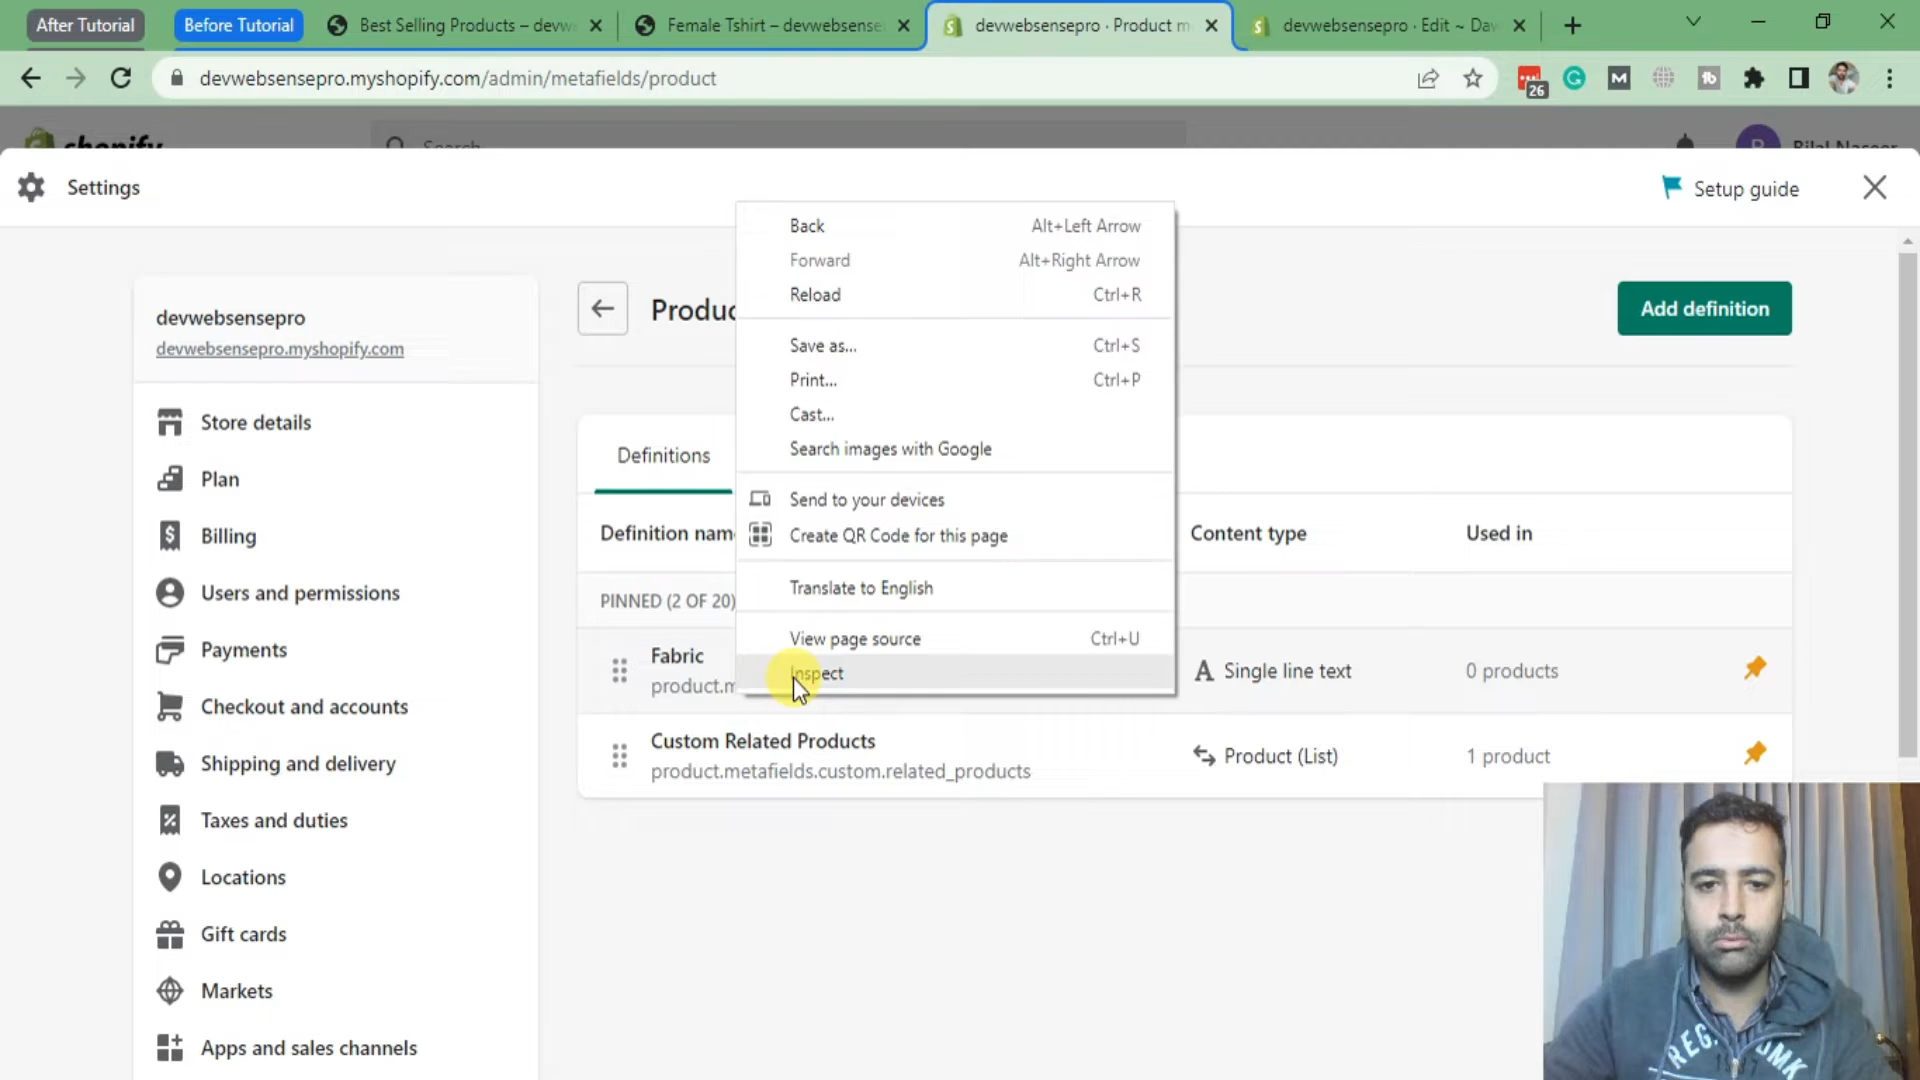 After Tutorial
Before Tutorial
Best Selling Products – devw
Female Tshirt – devwebsense
devwebsensepro · Product m
devwebsensepro · Edit ~ Daw
devwebsensepro.myshopify.com/admin/metafields/product
26
shopify
Search
Bilal Naseer
Settings
Setup guide
Back Alt+Left Arrow
Forward Alt+Right Arrow
Reload Ctrl+R
Save as... Ctrl+S
Print... Ctrl+P
Cast...
Search images with Google
Send to your devices
Create QR Code for this page
Translate to English
View page source Ctrl+U
Inspect
devwebsensepro
devwebsensepro.myshopify.com
Store details
Plan
Billing
Users and permissions
Payments
Checkout and accounts
Shipping and delivery
Taxes and duties
Locations
Gift cards
Markets
Apps and sales channels
Produc
Add definition
Definitions
Definition name
Content type
Used in
PINNED (2 OF 20)
Fabric
product.m
Single line text
0 products
Custom Related Products
product.metafields.custom.related_products
Product (List)
1 product